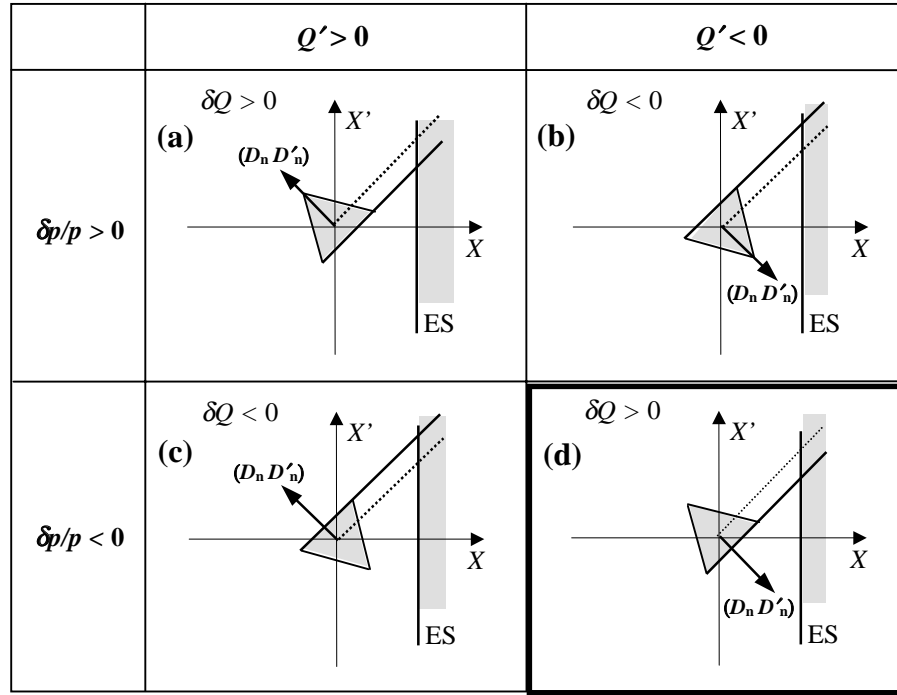 Q′ > 0
Q′ < 0
δp/p > 0
(a)
δQ > 0
X’
(Dn D′n)
X
ES
(b)
δQ < 0
X’
(Dn D′n)
X
ES
δp/p < 0
(c)
δQ < 0
X’
(Dn D′n)
X
ES
(d)
δQ > 0
X’
(Dn D′n)
X
ES